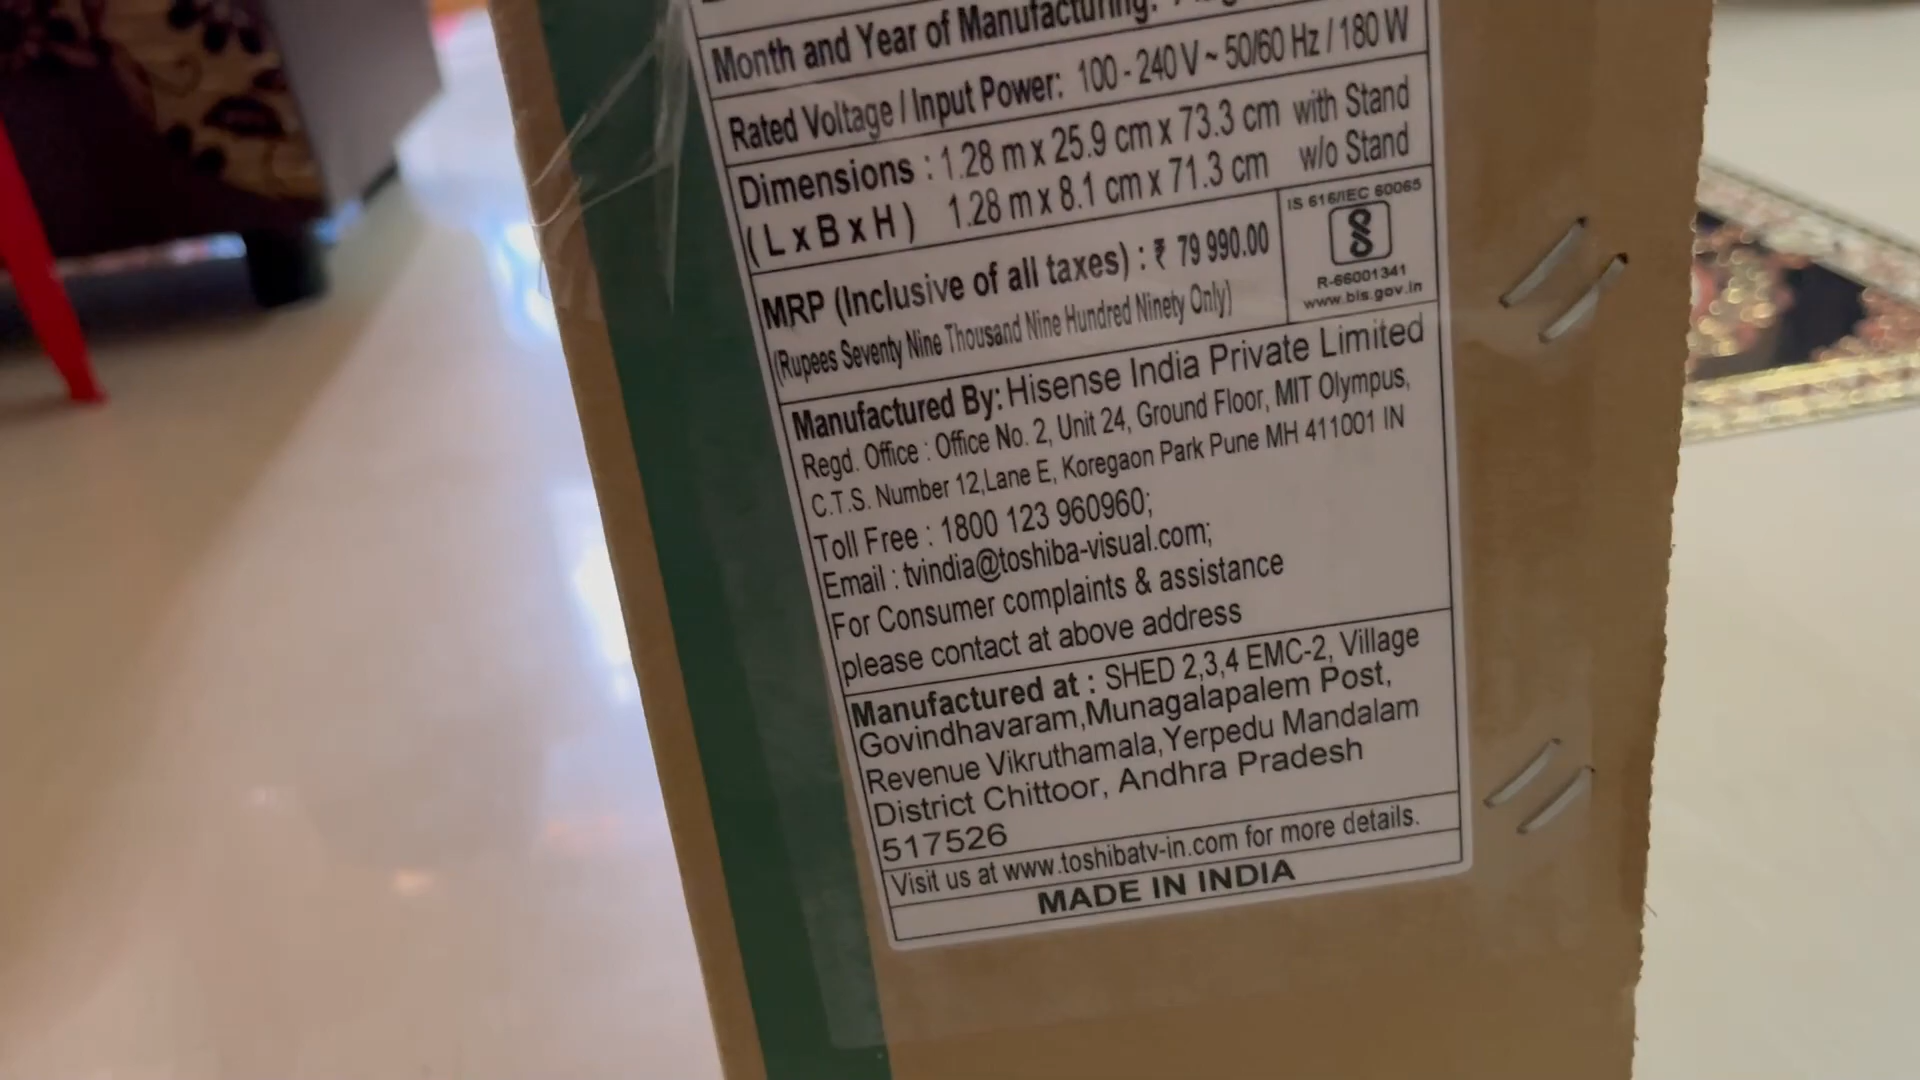 Month and Year of Manufacturing:
Rated Voltage / Input Power: 100 - 240 V ~ 50/60 Hz / 180 W
Dimensions : 1.28 m x 25.9 cm x 73.3 cm with Stand
( L x B x H ) 1.28 m x 8.1 cm x 71.3 cm w/o Stand
MRP (Inclusive of all taxes) : ₹ 79 990.00
(Rupees Seventy Nine Thousand Nine Hundred Ninety Only)
IS 616/IEC 60065
R-66001341
www.bis.gov.in
Manufactured By: Hisense India Private Limited
Regd. Office : Office No. 2, Unit 24, Ground Floor, MIT Olympus,
C.T.S. Number 12,Lane E, Koregaon Park Pune MH 411001 IN
Toll Free : 1800 123 960960;
Email : tvindia@toshiba-visual.com;
For Consumer complaints & assistance
please contact at above address
Manufactured at : SHED 2,3,4 EMC-2, Village
Govindhavaram,Munagalapalem Post,
Revenue Vikruthamala,Yerpedu Mandalam
District Chittoor, Andhra Pradesh
517526
Visit us at www.toshibatv-in.com for more details.
MADE IN INDIA